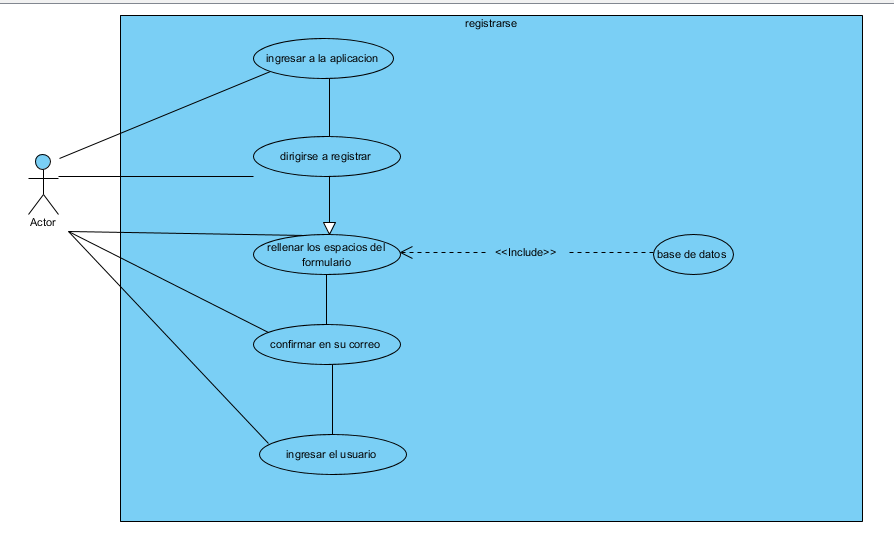 registrarse
ingresar a la aplicacion
dirigirse a registrar
Actor
rellenar los espacios del
formulario
<<Include>>
base de datos
confirmar en su correo
ingresar el usuario